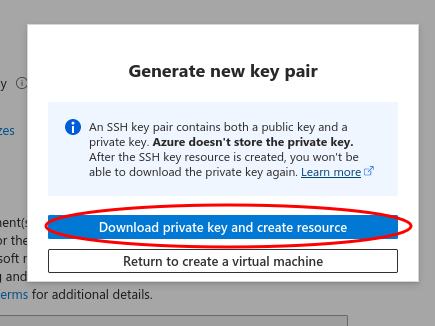 Generate new key pair
y
An SSH key pair contains both a public key and a
zes
private key. Azure doesn't store the private key.
After the SSH key resource is created, you won't be
able to download the private key again. Learn more
ment(s
Download private key and create resource
or the
soft r
Return to create a virtual machine
g and
erms for additional details.